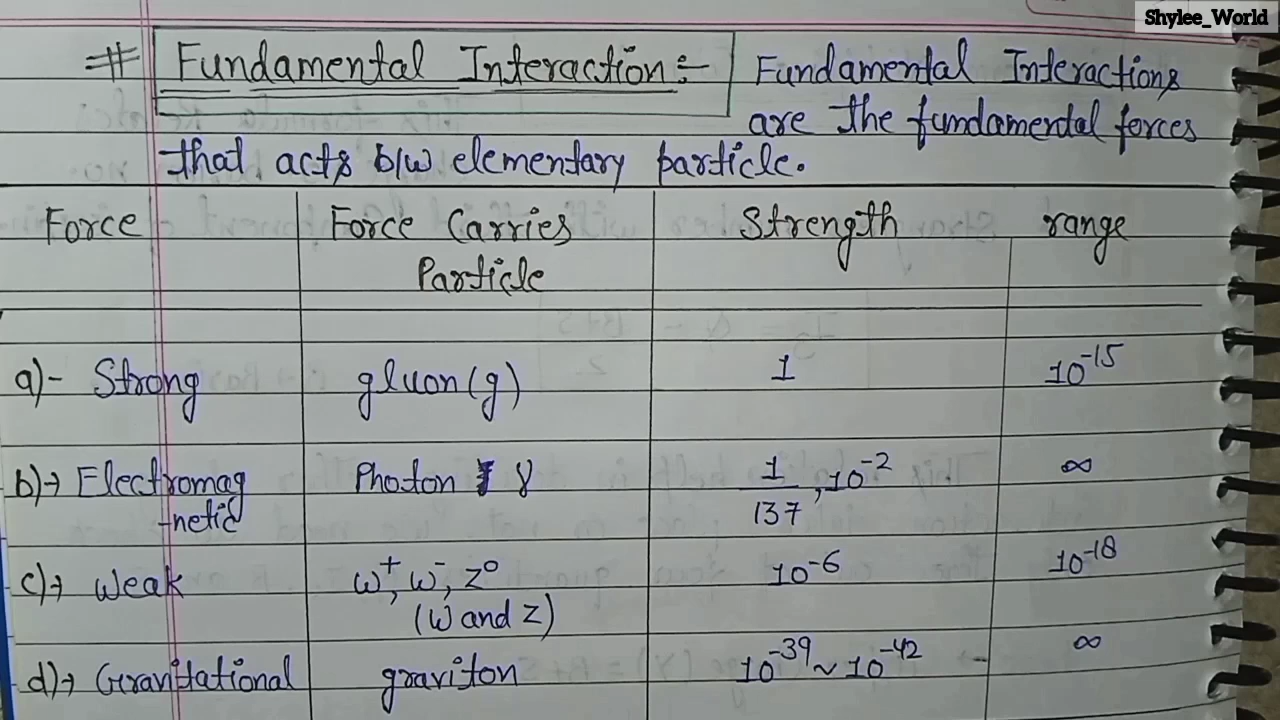 Shylee_World
# Fundamental Interaction :- Fundamental Interactions
are the fundamental forces
that acts b/w elementary particle.
Force Force Carries Strength range
Particle
a)- Strong gluon(g) 1 10⁻¹⁵
b)→ Electromag Photon γ 1/137, 10⁻² ∞
-netic
c)→ Weak W⁺, W⁻, Z⁰ 10⁻⁶ 10⁻¹⁸
(W and Z)
d)→ Gravitational graviton 10⁻³⁹ ~ 10⁻⁴² - ∞